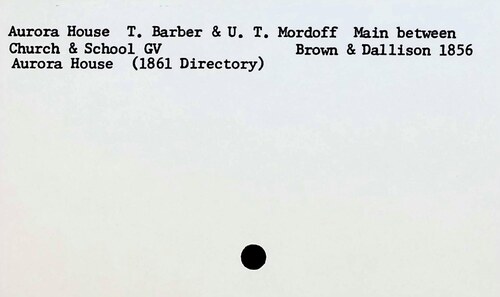 Aurora House T. Barber & U. T. Mordoff Main between
Church & School GV Brown & Dallison 1856
Aurora House (1861 Directory)